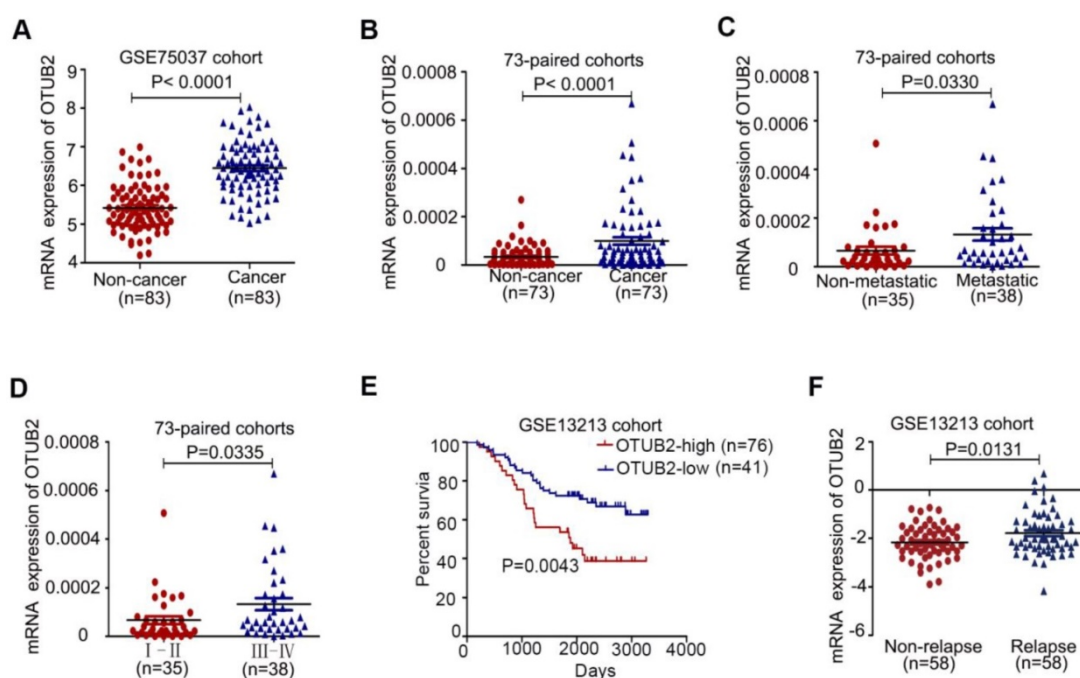 A
GSE75037 cohort
P< 0.0001
mRNA expression of OTUB2
9
8
7
6
5
4
Non-cancer
(n=83)
Cancer
(n=83)
B
73-paired cohorts
P< 0.0001
mRNA expression of OTUB2
0.0008
0.0006
0.0004
0.0002
0
Non-cancer
(n=73)
Cancer
(n=73)
C
73-paired cohorts
P=0.0330
mRNA expression of OTUB2
0.0008
0.0006
0.0004
0.0002
0
Non-metastatic
(n=35)
Metastatic
(n=38)
D
73-paired cohorts
P=0.0335
mRNA expression of OTUB2
0.0008
0.0006
0.0004
0.0002
0
Ⅰ-Ⅱ
(n=35)
Ⅲ-Ⅳ
(n=38)
E
GSE13213 cohort
OTUB2-high (n=76)
OTUB2-low (n=41)
P=0.0043
Percent survia
100
80
60
40
20
0
0 1000 2000 3000 4000
Days
F
GSE13213 cohort
P=0.0131
mRNA expression of OTUB2
2
0
-2
-4
-6
Non-relapse
(n=58)
Relapse
(n=58)